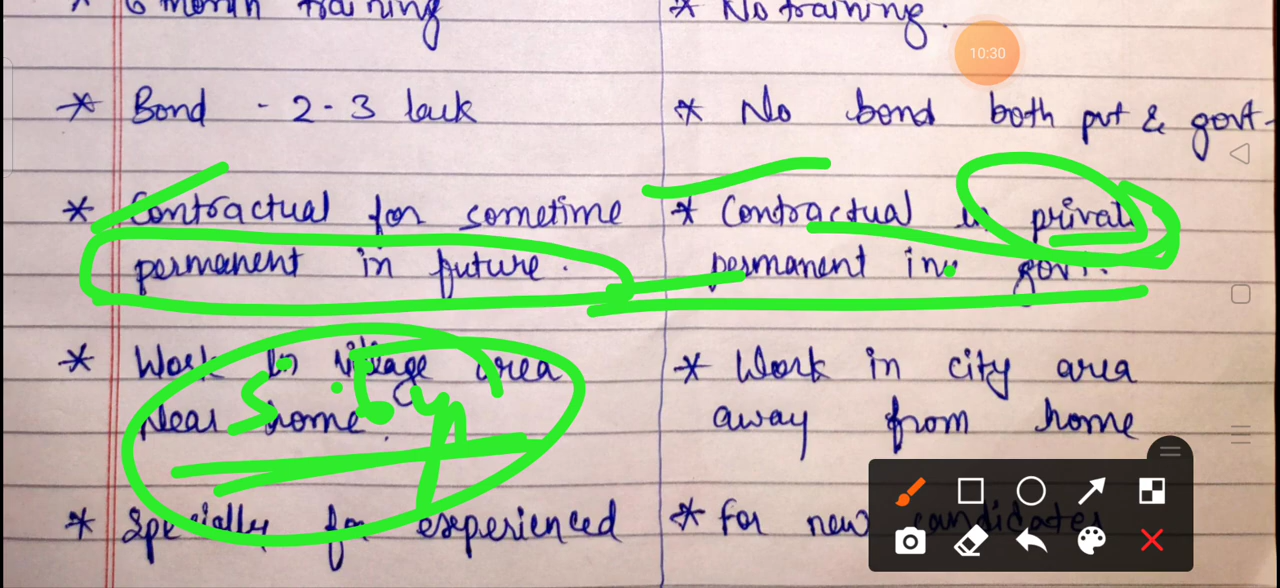 * 6 month training
* Bond - 2-3 lack
* Contractual for sometime
permanent in future.
* Work in village area
Near home.
* Specially for experienced
* No training.
* No bond both pvt & govt.
* Contractual in private
permanent in govt.
* Work in city area
away from home
* for new candidates
10:30